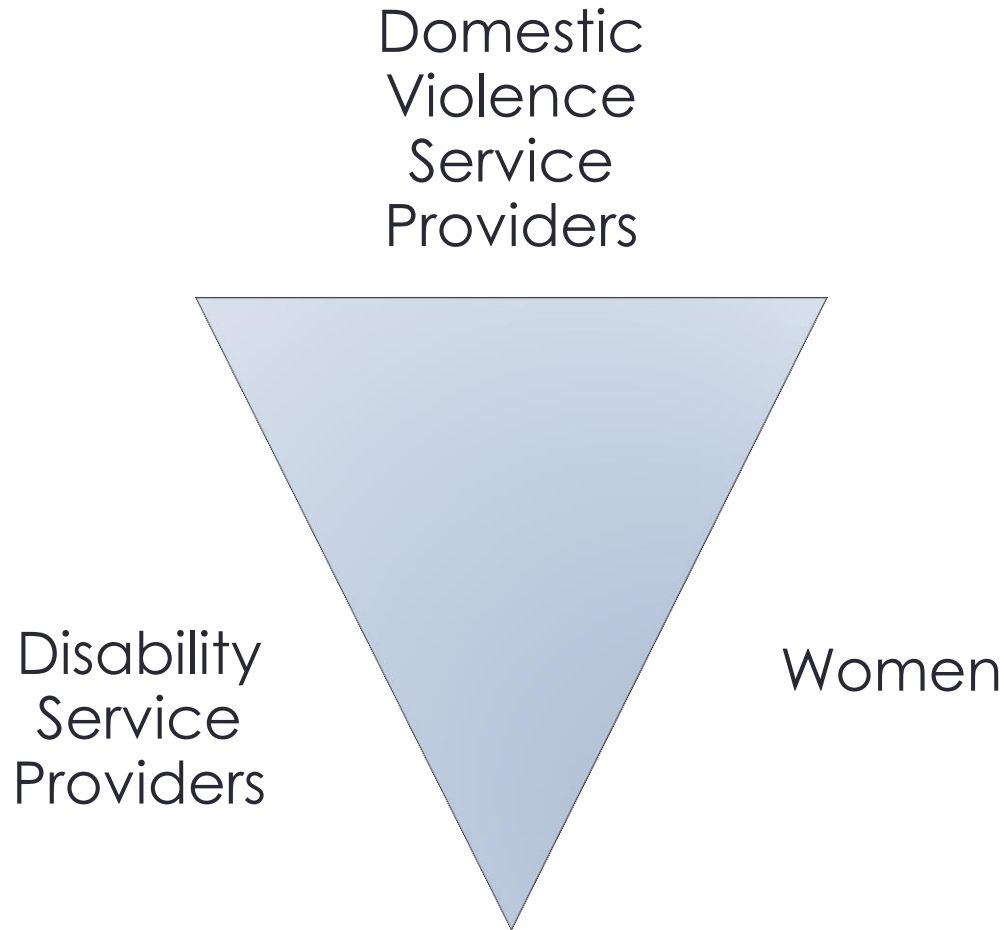 Domestic
Violence
Service
Providers
Disability
Service
Providers
Women